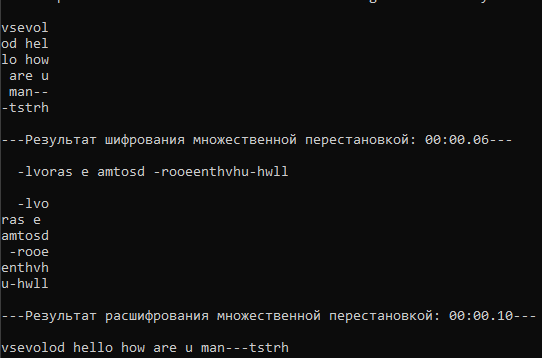 vsevol
od hel
lo how
 are u
 man--
-tstrh
---Результат шифрования множественной перестановкой: 00:00.06---
  -lvoras e amtosd -rooeenthvhu-hwll
  -lvo
ras e
amtosd
 -rooe
enthvh
u-hwll
---Результат расшифрования множественной перестановкой: 00:00.10---
vsevolod hello how are u man---tstrh